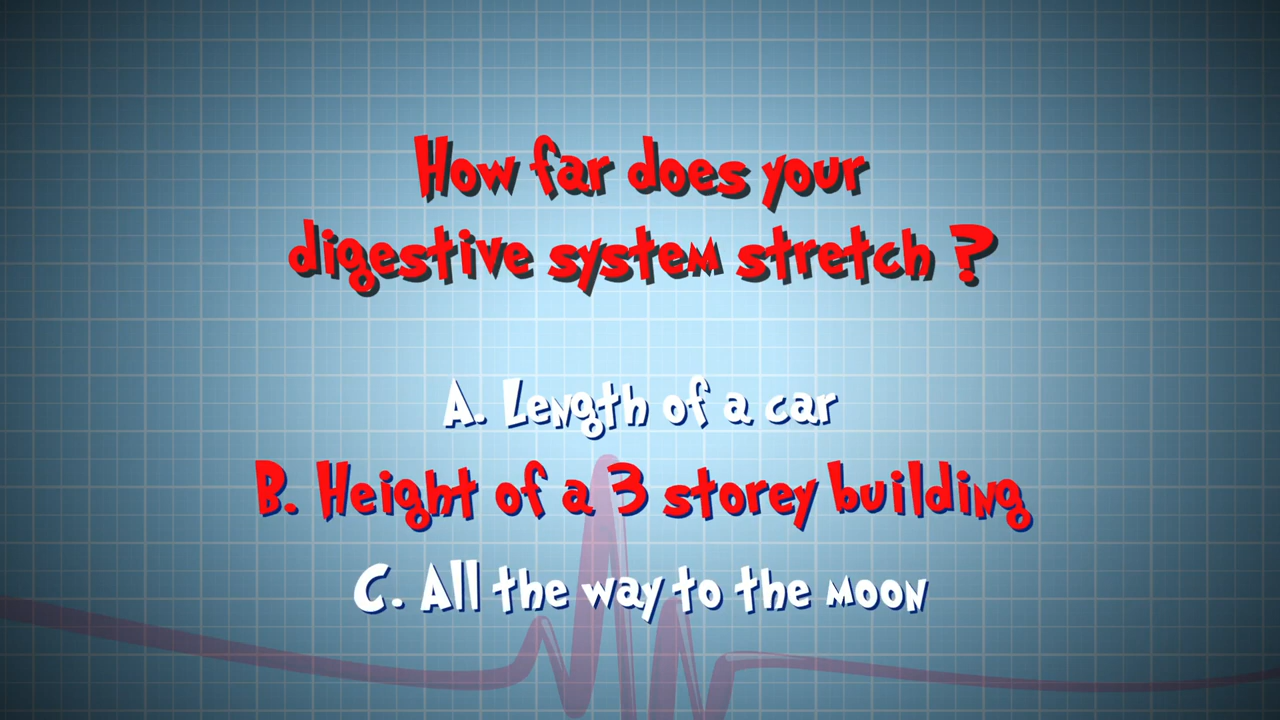 How far does your
digestive system stretch ?
A. Length of a car
B. Height of a 3 storey building
C. All the way to the moon